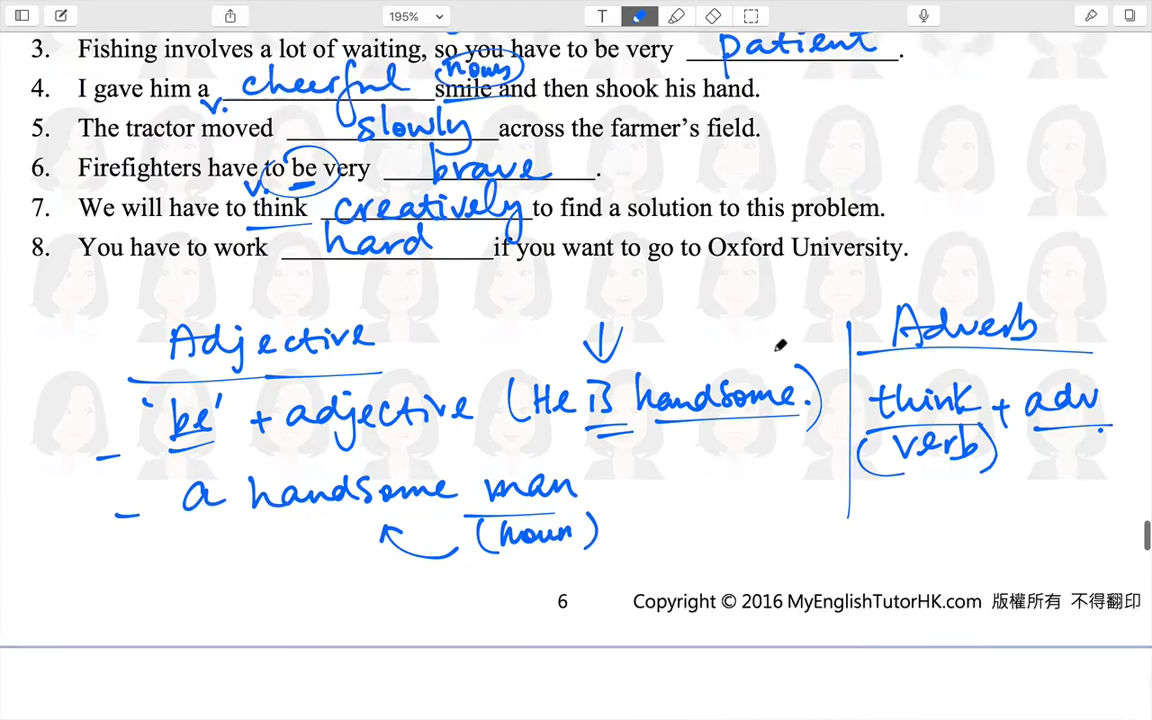 195%
3. Fishing involves a lot of waiting, so you have to be very patient.
(noun)
4. I gave him a cheerful smile and then shook his hand.
v.
5. The tractor moved slowly across the farmer's field.
6. Firefighters have to be very brave.
v.
7. We will have to think creatively to find a solution to this problem.
8. You have to work hard if you want to go to Oxford University.
Adjective
Adverb
- 'be' + adjective (He is handsome.)
think + adv.
(verb)
- a handsome man
(noun)
6 Copyright © 2016 MyEnglishTutorHK.com 版權所有 不得翻印